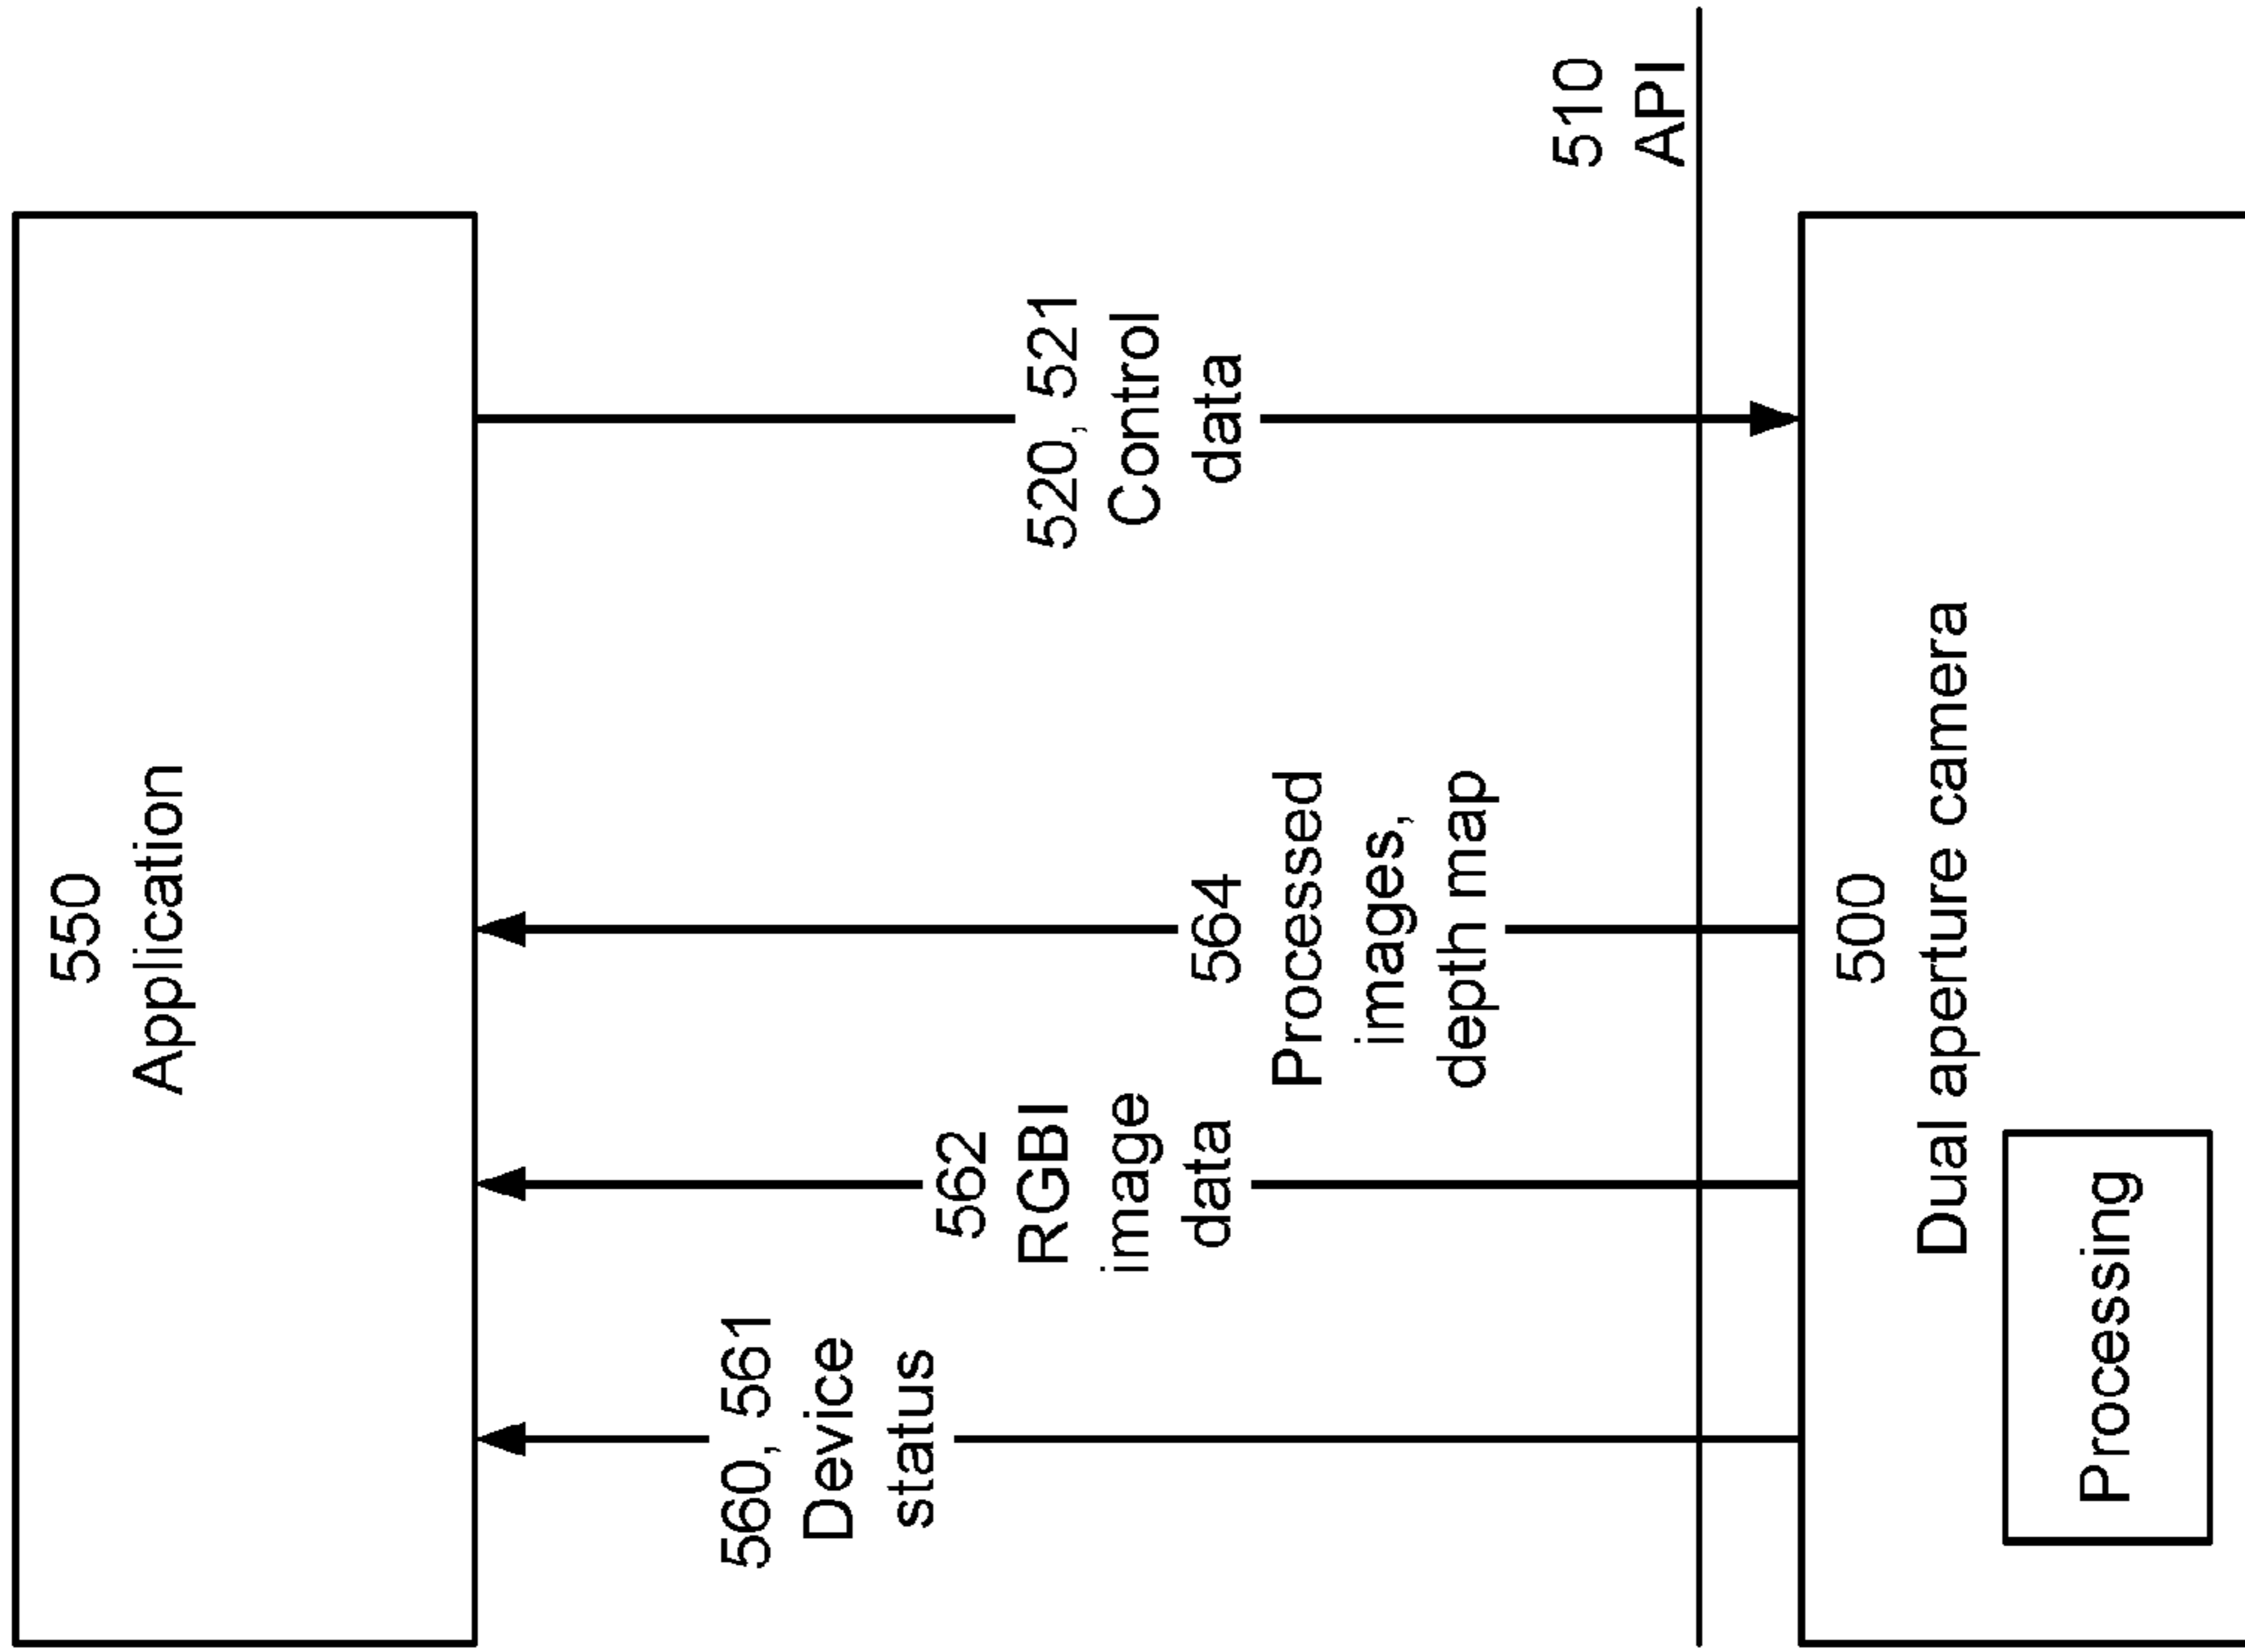 550
Application
560, 561
Device
status
562
RGBI
image
data
564
Processed
images,
depth map
520, 521
Control
data
510
API
500
Dual aperture camera
Processing